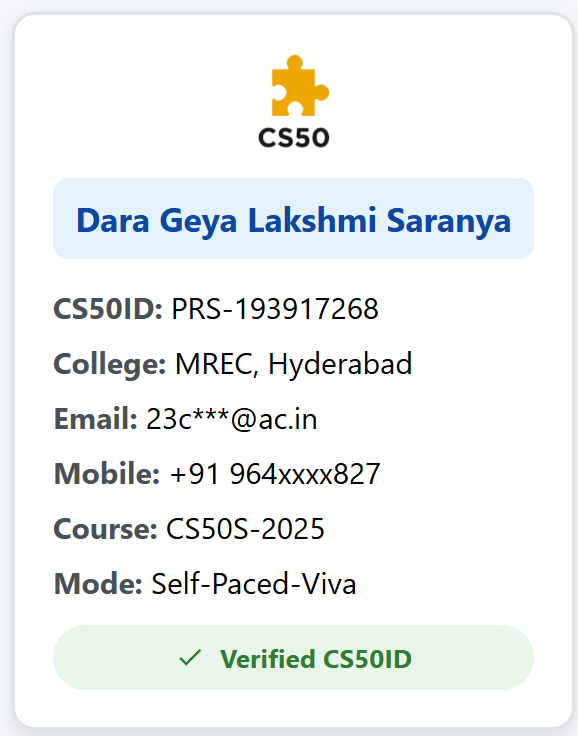 CS50
Dara Geya Lakshmi Saranya
CS50ID: PRS-193917268
College: MREC, Hyderabad
Email: 23c***@ac.in
Mobile: +91 964xxxx827
Course: CS50S-2025
Mode: Self-Paced-Viva
✓ Verified CS50ID